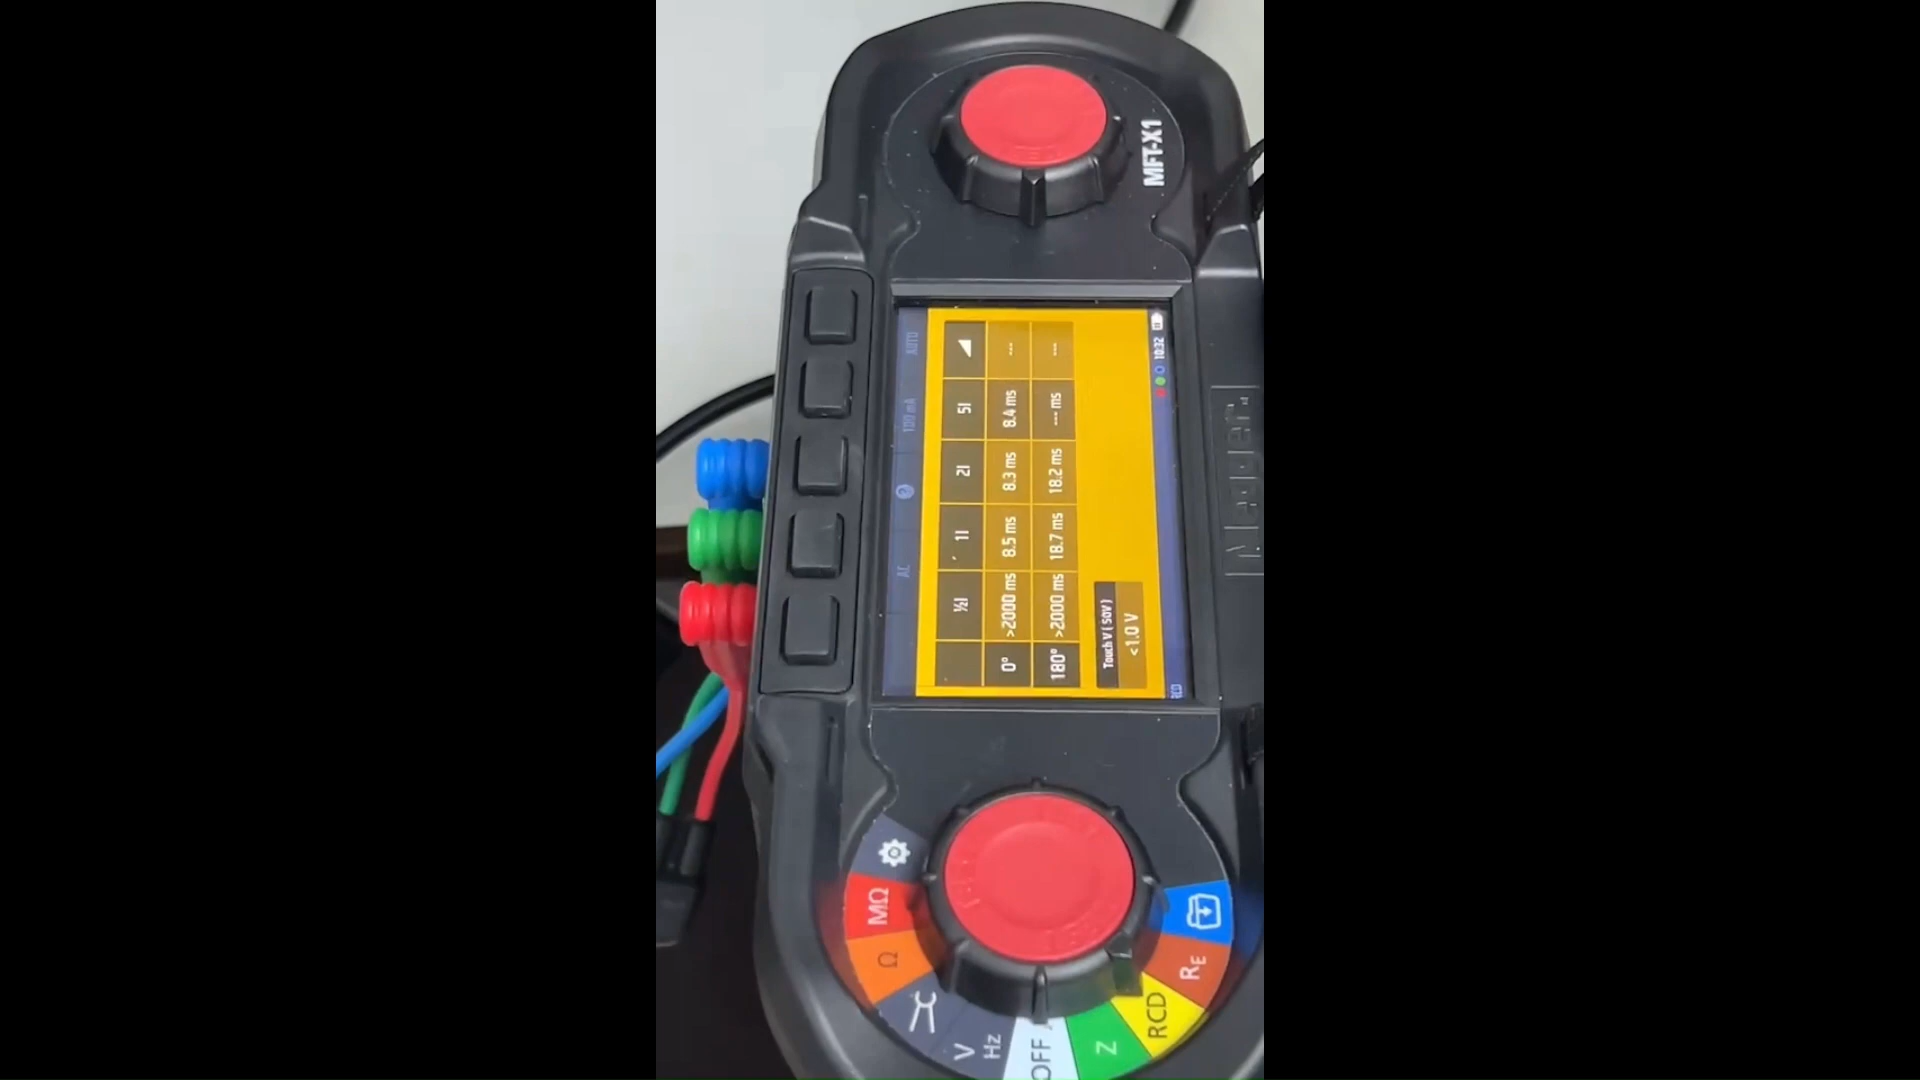 MFT-X1
Megger.
RCD
10:32
½I 1I 2I 5I
0° >2000 ms 8.5 ms 8.3 ms 8.4 ms ---
180° >2000 ms 18.7 ms 18.2 ms --- ms ---
Touch V ( 50V )
<1.0 V
AC 100 mA AUTO
MΩ
Ω
V
Hz
OFF
Z
RCD
RE